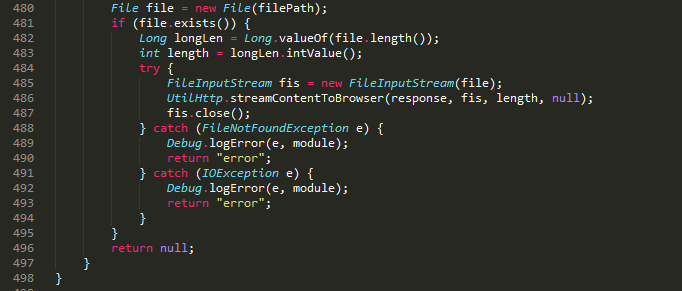 480 File file = new File(filePath);
481 if (file.exists()) {
482 Long longLen = Long.valueOf(file.length());
483 int length = longLen.intValue();
484 try {
485 FileInputStream fis = new FileInputStream(file);
486 UtilHttp.streamContentToBrowser(response, fis, length, null);
487 fis.close();
488 } catch (FileNotFoundException e) {
489 Debug.logError(e, module);
490 return "error";
491 } catch (IOException e) {
492 Debug.logError(e, module);
493 return "error";
494 }
495 }
496 return null;
497 }
498 }